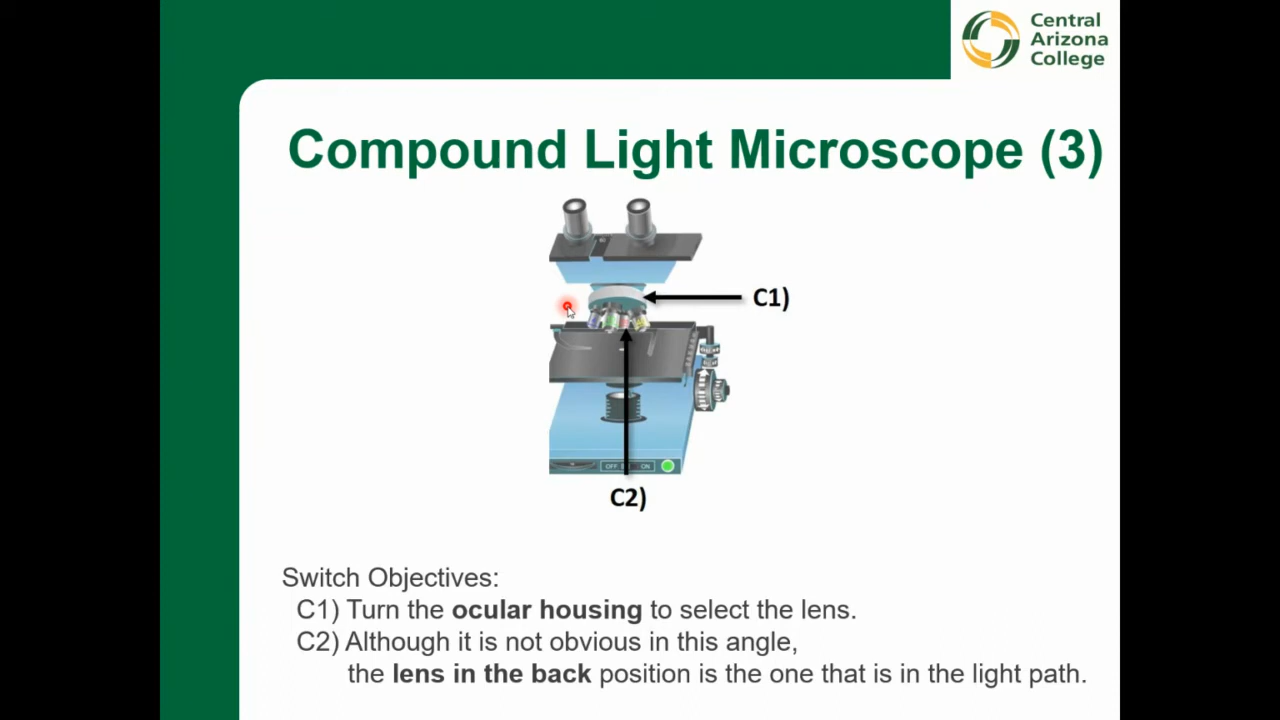 Central
Arizona
College
Compound Light Microscope (3)
C1)
OFF ON
C2)
Switch Objectives:
C1) Turn the ocular housing to select the lens.
C2) Although it is not obvious in this angle,
the lens in the back position is the one that is in the light path.